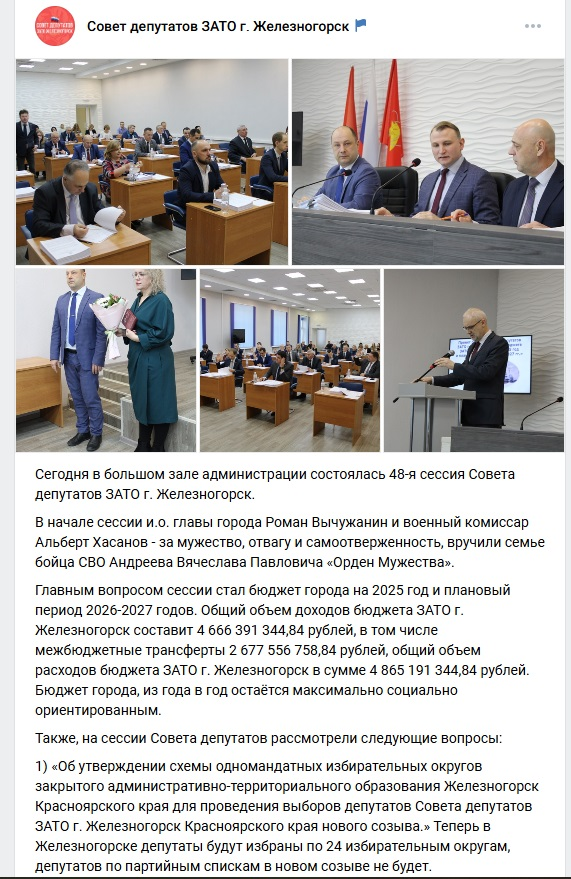 СОВЕТ ДЕПУТАТОВ
Совет депутатов ЗАТО г. Железногорск
Сегодня в большом зале администрации состоялась 48-я сессия Совета
депутатов ЗАТО г. Железногорск.
В начале сессии и.о. главы города Роман Вычужанин и военный комиссар
Альберт Хасанов - за мужество, отвагу и самоотверженность, вручили семье
бойца СВО Андреева Вячеслава Павловича «Орден Мужества».
Главным вопросом сессии стал бюджет города на 2025 год и плановый
период 2026-2027 годов. Общий объем доходов бюджета ЗАТО г.
Железногорск составит 4 666 391 344,84 рублей, в том числе
межбюджетные трансферты 2 677 556 758,84 рублей, общий объем
расходов бюджета ЗАТО г. Железногорск в сумме 4 865 191 344,84 рублей.
Бюджет города, из года в год остаётся максимально социально
ориентированным.
Также, на сессии Совета депутатов рассмотрели следующие вопросы:
1) «Об утверждении схемы одномандатных избирательных округов
закрытого административно-территориального образования Железногорск
Красноярского края для проведения выборов депутатов Совета депутатов
ЗАТО г. Железногорск Красноярского края нового созыва.» Теперь в
Железногорске депутаты будут избраны по 24 избирательным округам,
депутатов по партийным спискам в новом созыве не будет.